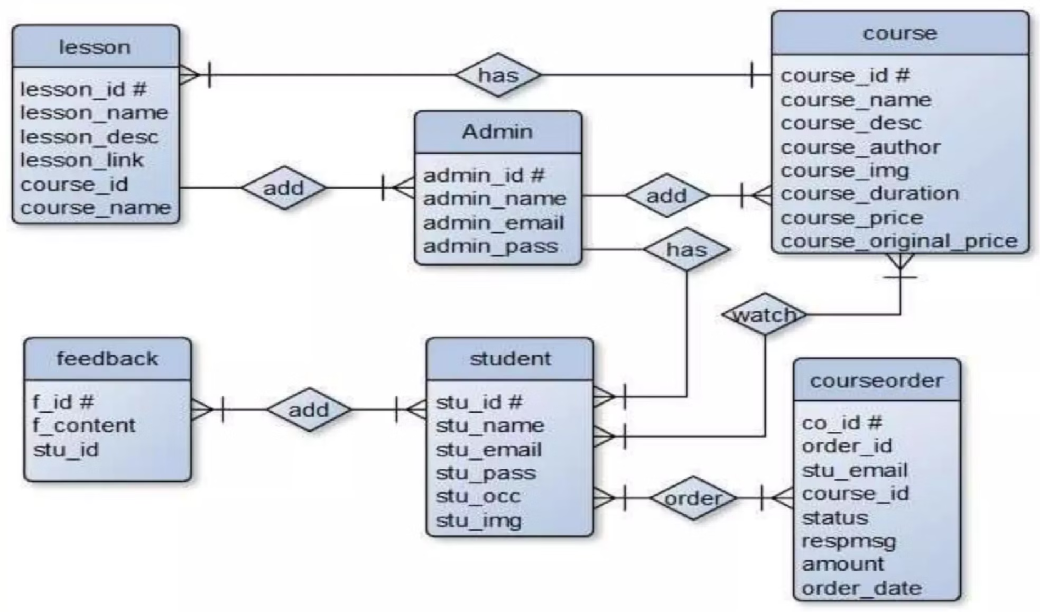 lesson
lesson_id #
lesson_name
lesson_desc
lesson_link
course_id
course_name
has
course
course_id #
course_name
course_desc
course_author
course_img
course_duration
course_price
course_original_price
add
Admin
admin_id #
admin_name
admin_email
admin_pass
add
has
watch
feedback
f_id #
f_content
stu_id
add
student
stu_id #
stu_name
stu_email
stu_pass
stu_occ
stu_img
order
courseorder
co_id #
order_id
stu_email
course_id
status
respmsg
amount
order_date